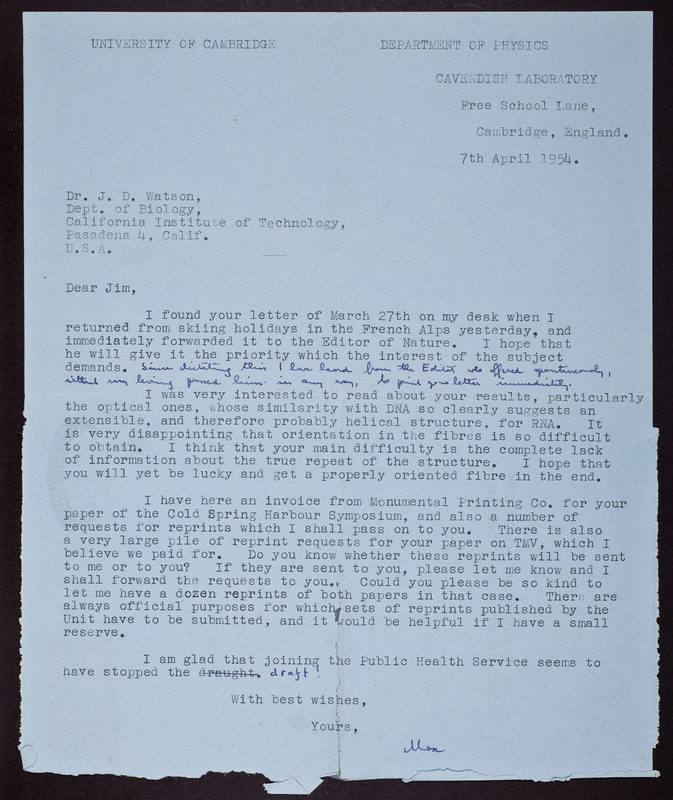 UNIVERSITY OF CAMBRIDGE DEPARTMENT OF PHYSICS
CAVENDISH LABORATORY
Free School Lane,
Cambridge, England.
7th April 1954.
Dr. J. D. Watson,
Dept. of Biology,
California Institute of Technology,
Pasadena 4, Calif.
U.S.A.
Dear Jim,
I found your letter of March 27th on my desk when I
returned from skiing holidays in the French Alps yesterday, and
immediately forwarded it to the Editor of Nature. I hope that
he will give it the priority which the interest of the subject
demands. Since dictating this I have heard from the Editor who offered spontaneously,
without my having pressed him in any way, to print your letter immediately.
I was very interested to read about your results, particularly
the optical ones, whose similarity with DNA so clearly suggests an
extensible, and therefore probably helical structure, for RNA. It
is very disappointing that orientation in the fibres is so difficult
to obtain. I think that your main difficulty is the complete lack
of information about the true repeat of the structure. I hope that
you will yet be lucky and get a properly oriented fibre in the end.
I have here an invoice from Monumental Printing Co. for your
paper of the Cold Spring Harbour Symposium, and also a number of
requests for reprints which I shall pass on to you. There is also
a very large pile of reprint requests for your paper on TMV, which I
believe we paid for. Do you know whether these reprints will be sent
to me or to you? If they are sent to you, please let me know and I
shall forward the requests to you. Could you please be so kind to
let me have a dozen reprints of both papers in that case. There are
always official purposes for which sets of reprints published by the
Unit have to be submitted, and it would be helpful if I have a small
reserve.
I am glad that joining the Public Health Service seems to
have stopped the draught. draft!
With best wishes,
Yours,
Max